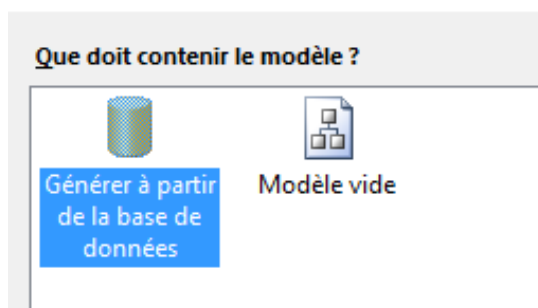 Que doit contenir le modèle ?
Générer à partir
de la base de
données
Modèle vide